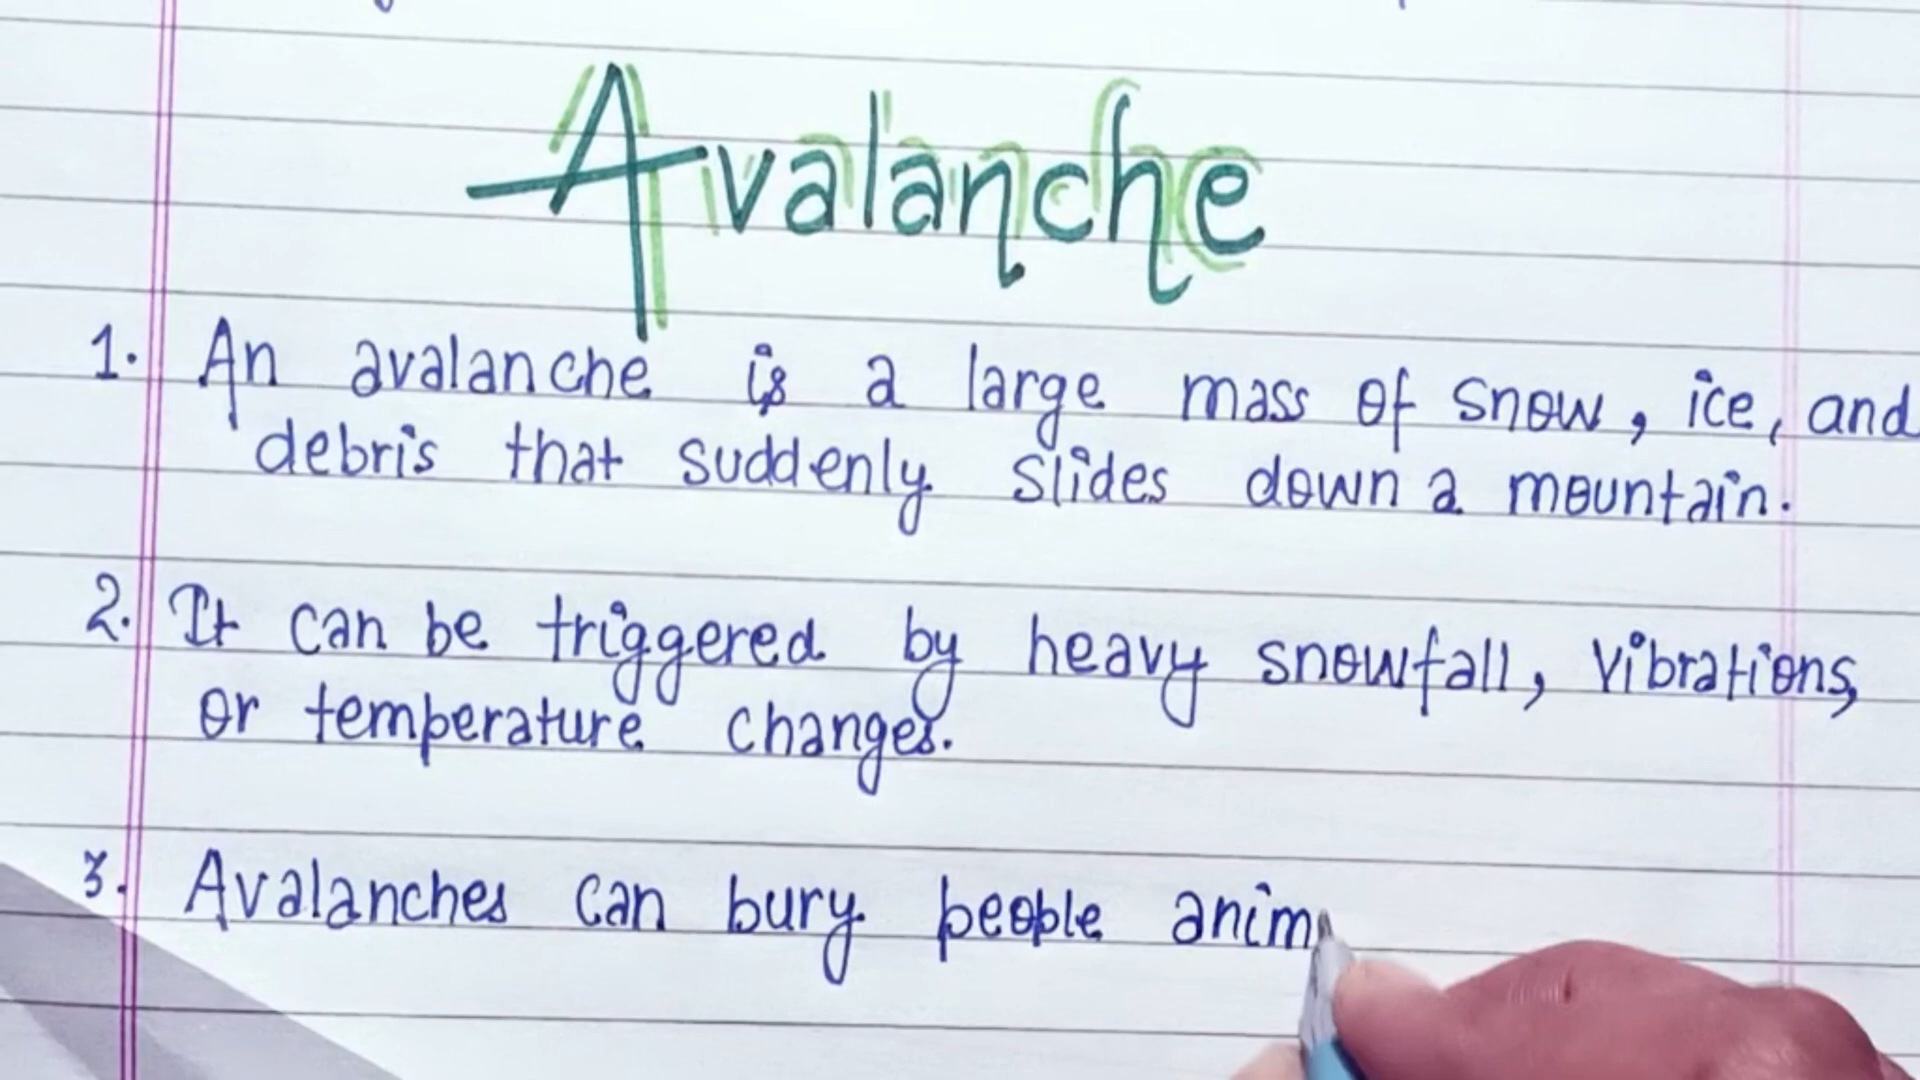 Avalanche
1. An avalanche is a large mass of snow, ice, and
debris that suddenly slides down a mountain.
2. It can be triggered by heavy snowfall, vibrations,
or temperature changes.
3. Avalanches can bury people anim